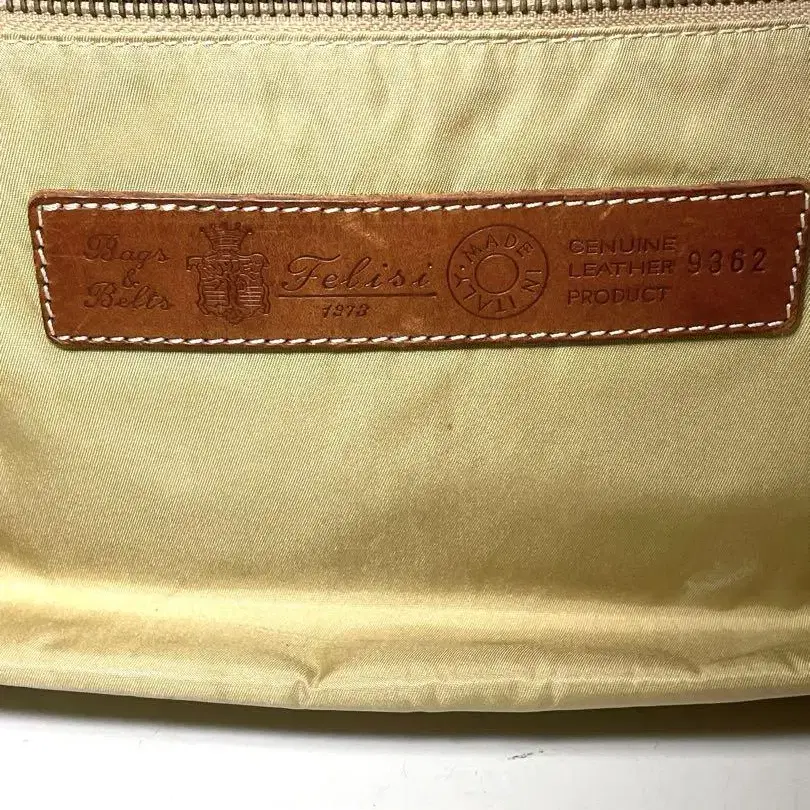 Bags
&
Belts
Felisi
1973
MADE IN ITALY
GENUINE
LEATHER
PRODUCT
9362